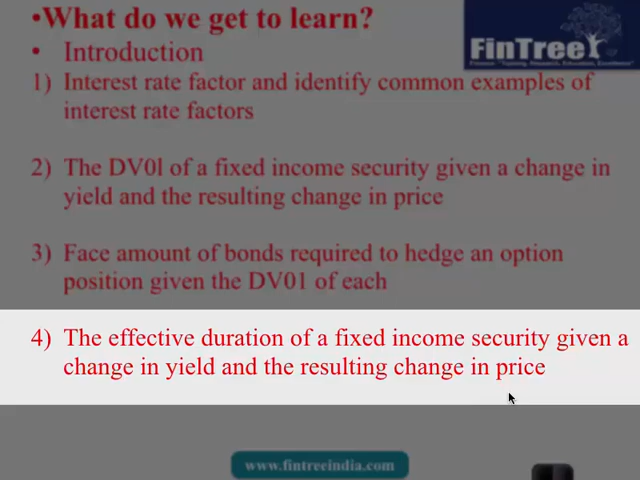 •What do we get to learn?
• Introduction
1) Interest rate factor and identify common examples of
interest rate factors
2) The DV0l of a fixed income security given a change in
yield and the resulting change in price
3) Face amount of bonds required to hedge an option
position given the DV01 of each
4) The effective duration of a fixed income security given a
change in yield and the resulting change in price
FinTree
www.fintreeindia.com